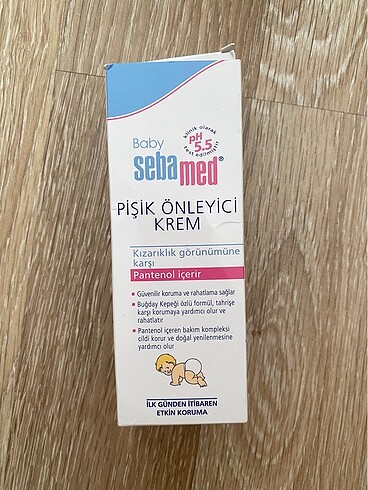 klinik olarak
pH
5.5
test edilmiştir
Baby
sebamed®
PİŞİK ÖNLEYİCİ
KREM
Kızarıklık görünümüne
karşı
Pantenol içerir
• Güvenilir koruma ve rahatlama sağlar
• Buğday Kepeği özlü formül, tahrişe
karşı korumaya yardımcı olur ve
rahatlatır
• Pantenol içeren bakım kompleksi
cildi korur ve doğal yenilenmesine
yardımcı olur
İLK GÜNDEN İTİBAREN
ETKİN KORUMA